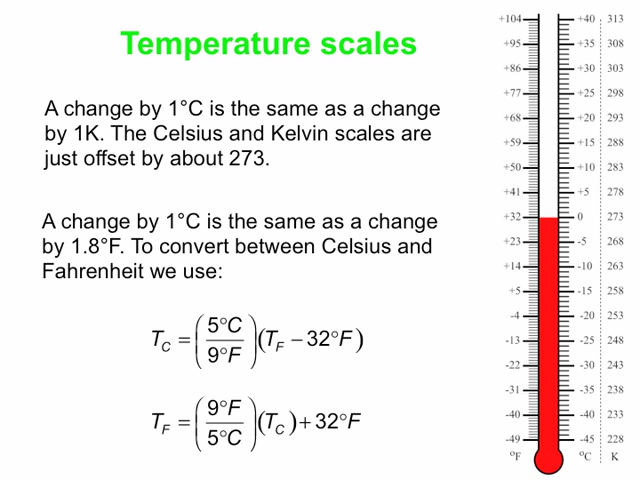 Temperature scales
A change by 1°C is the same as a change
by 1K. The Celsius and Kelvin scales are
just offset by about 273.
A change by 1°C is the same as a change
by 1.8°F. To convert between Celsius and
Fahrenheit we use:
T_C = (5°C / 9°F)(T_F − 32°F)
T_F = (9°F / 5°C)(T_C) + 32°F
+104 +40 313
+95 +35 308
+86 +30 303
+77 +25 298
+68 +20 293
+59 +15 288
+50 +10 283
+41 +5 278
+32 0 273
+23 -5 268
+14 -10 263
+5 -15 258
-4 -20 253
-13 -25 248
-22 -30 243
-31 -35 238
-40 -40 233
-49 -45 228
°F °C K